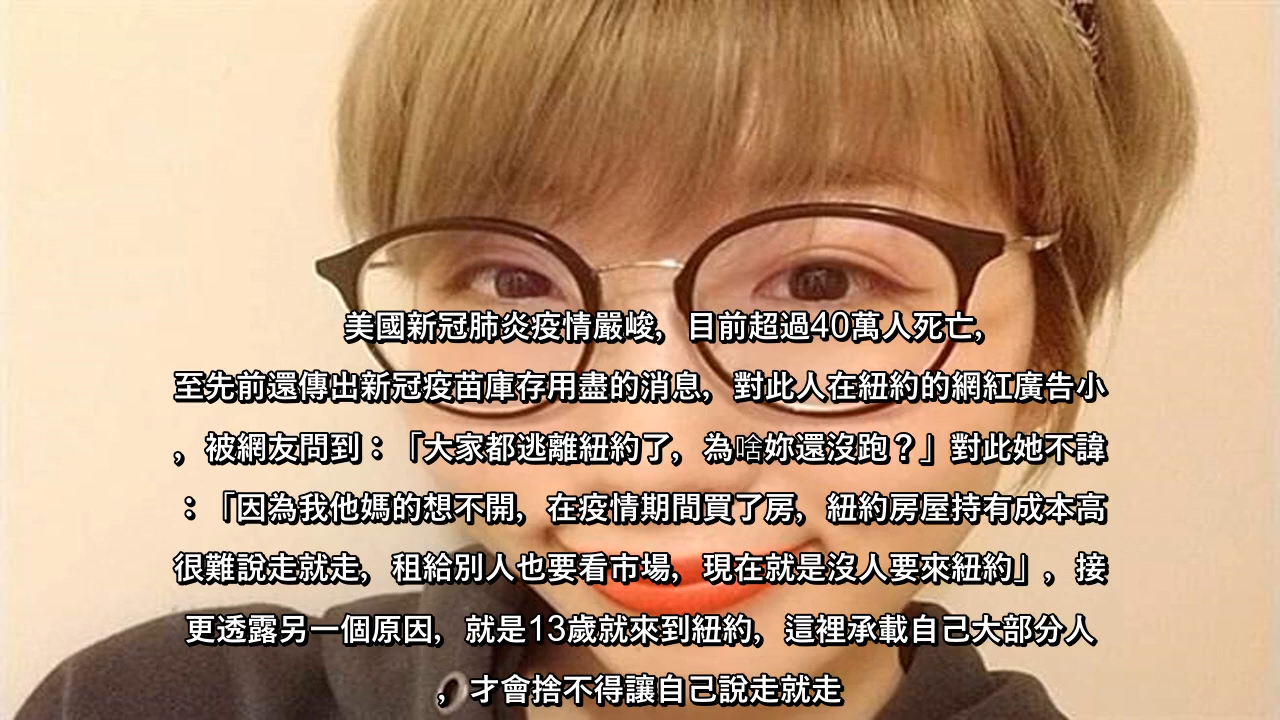 美國新冠肺炎疫情嚴峻，目前超過40萬人死亡，
至先前還傳出新冠疫苗庫存用盡的消息，對此人在紐約的網紅廣告小
，被網友問到：「大家都逃離紐約了，為啥妳還沒跑？」對此她不諱
：「因為我他媽的想不開，在疫情期間買了房，紐約房屋持有成本高
很難說走就走，租給別人也要看市場，現在就是沒人要來紐約」，接
更透露另一個原因，就是13歲就來到紐約，這裡承載自己大部分人
，才會捨不得讓自己說走就走